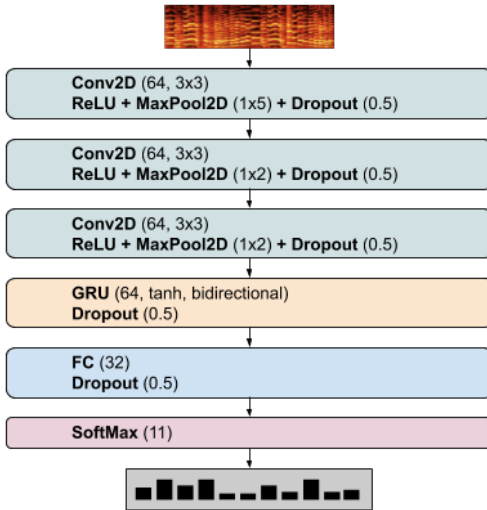 Conv2D (64, 3x3)
ReLU + MaxPool2D (1x5) + Dropout (0.5)
Conv2D (64, 3x3)
ReLU + MaxPool2D (1x2) + Dropout (0.5)
Conv2D (64, 3x3)
ReLU + MaxPool2D (1x2) + Dropout (0.5)
GRU (64, tanh, bidirectional)
Dropout (0.5)
FC (32)
Dropout (0.5)
SoftMax (11)